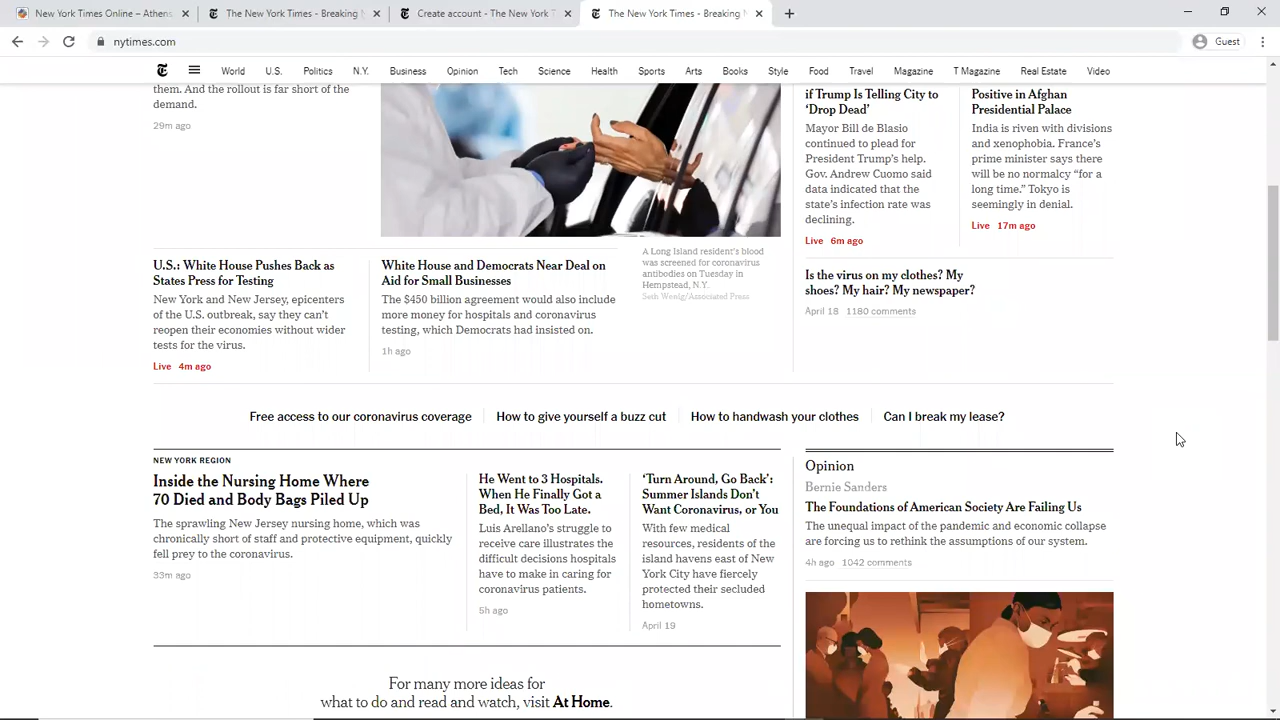 New York Times Online – Athens
The New York Times - Breaking
Create account - The New York T
The New York Times - Breaking
nytimes.com
Guest
World U.S. Politics N.Y. Business Opinion Tech Science Health Sports Arts Books Style Food Travel Magazine T Magazine Real Estate Video
them. And the rollout is far short of the
demand.
29m ago
if Trump Is Telling City to
‘Drop Dead’
Mayor Bill de Blasio
continued to plead for
President Trump’s help.
Gov. Andrew Cuomo said
data indicated that the
state’s infection rate was
declining.
Live 6m ago
Positive in Afghan
Presidential Palace
India is riven with divisions
and xenophobia. France’s
prime minister says there
will be no normalcy “for a
long time.” Tokyo is
seemingly in denial.
Live 17m ago
U.S.: White House Pushes Back as
States Press for Testing
New York and New Jersey, epicenters
of the U.S. outbreak, say they can’t
reopen their economies without wider
tests for the virus.
Live 4m ago
White House and Democrats Near Deal on
Aid for Small Businesses
The $450 billion agreement would also include
more money for hospitals and coronavirus
testing, which Democrats had insisted on.
1h ago
A Long Island resident’s blood
was screened for coronavirus
antibodies on Tuesday in
Hempstead, N.Y.
Seth Wenig/Associated Press
Is the virus on my clothes? My
shoes? My hair? My newspaper?
April 18 1180 comments
Free access to our coronavirus coverage
How to give yourself a buzz cut
How to handwash your clothes
Can I break my lease?
NEW YORK REGION
Inside the Nursing Home Where
70 Died and Body Bags Piled Up
The sprawling New Jersey nursing home, which was
chronically short of staff and protective equipment, quickly
fell prey to the coronavirus.
33m ago
He Went to 3 Hospitals.
When He Finally Got a
Bed, It Was Too Late.
Luis Arellano’s struggle to
receive care illustrates the
difficult decisions hospitals
have to make in caring for
coronavirus patients.
5h ago
‘Turn Around, Go Back’:
Summer Islands Don’t
Want Coronavirus, or You
With few medical
resources, residents of the
island havens east of New
York City have fiercely
protected their secluded
hometowns.
April 19
Opinion
Bernie Sanders
The Foundations of American Society Are Failing Us
The unequal impact of the pandemic and economic collapse
are forcing us to rethink the assumptions of our system.
4h ago 1042 comments
For many more ideas for
what to do and read and watch, visit At Home.